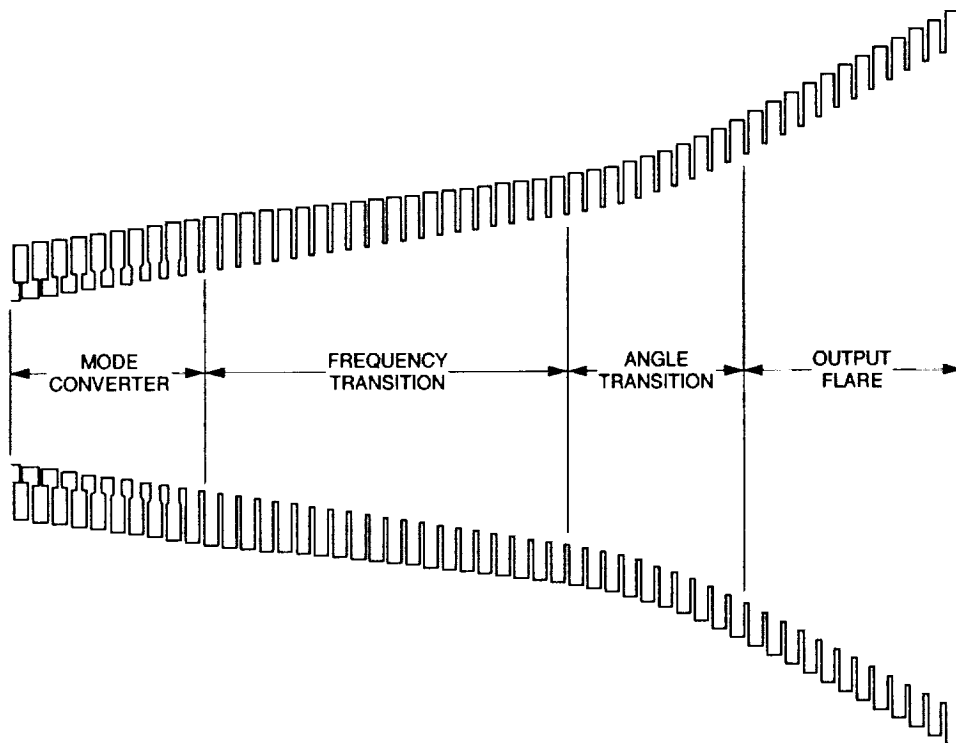 MODE
CONVERTER
FREQUENCY
TRANSITION
ANGLE
TRANSITION
OUTPUT
FLARE